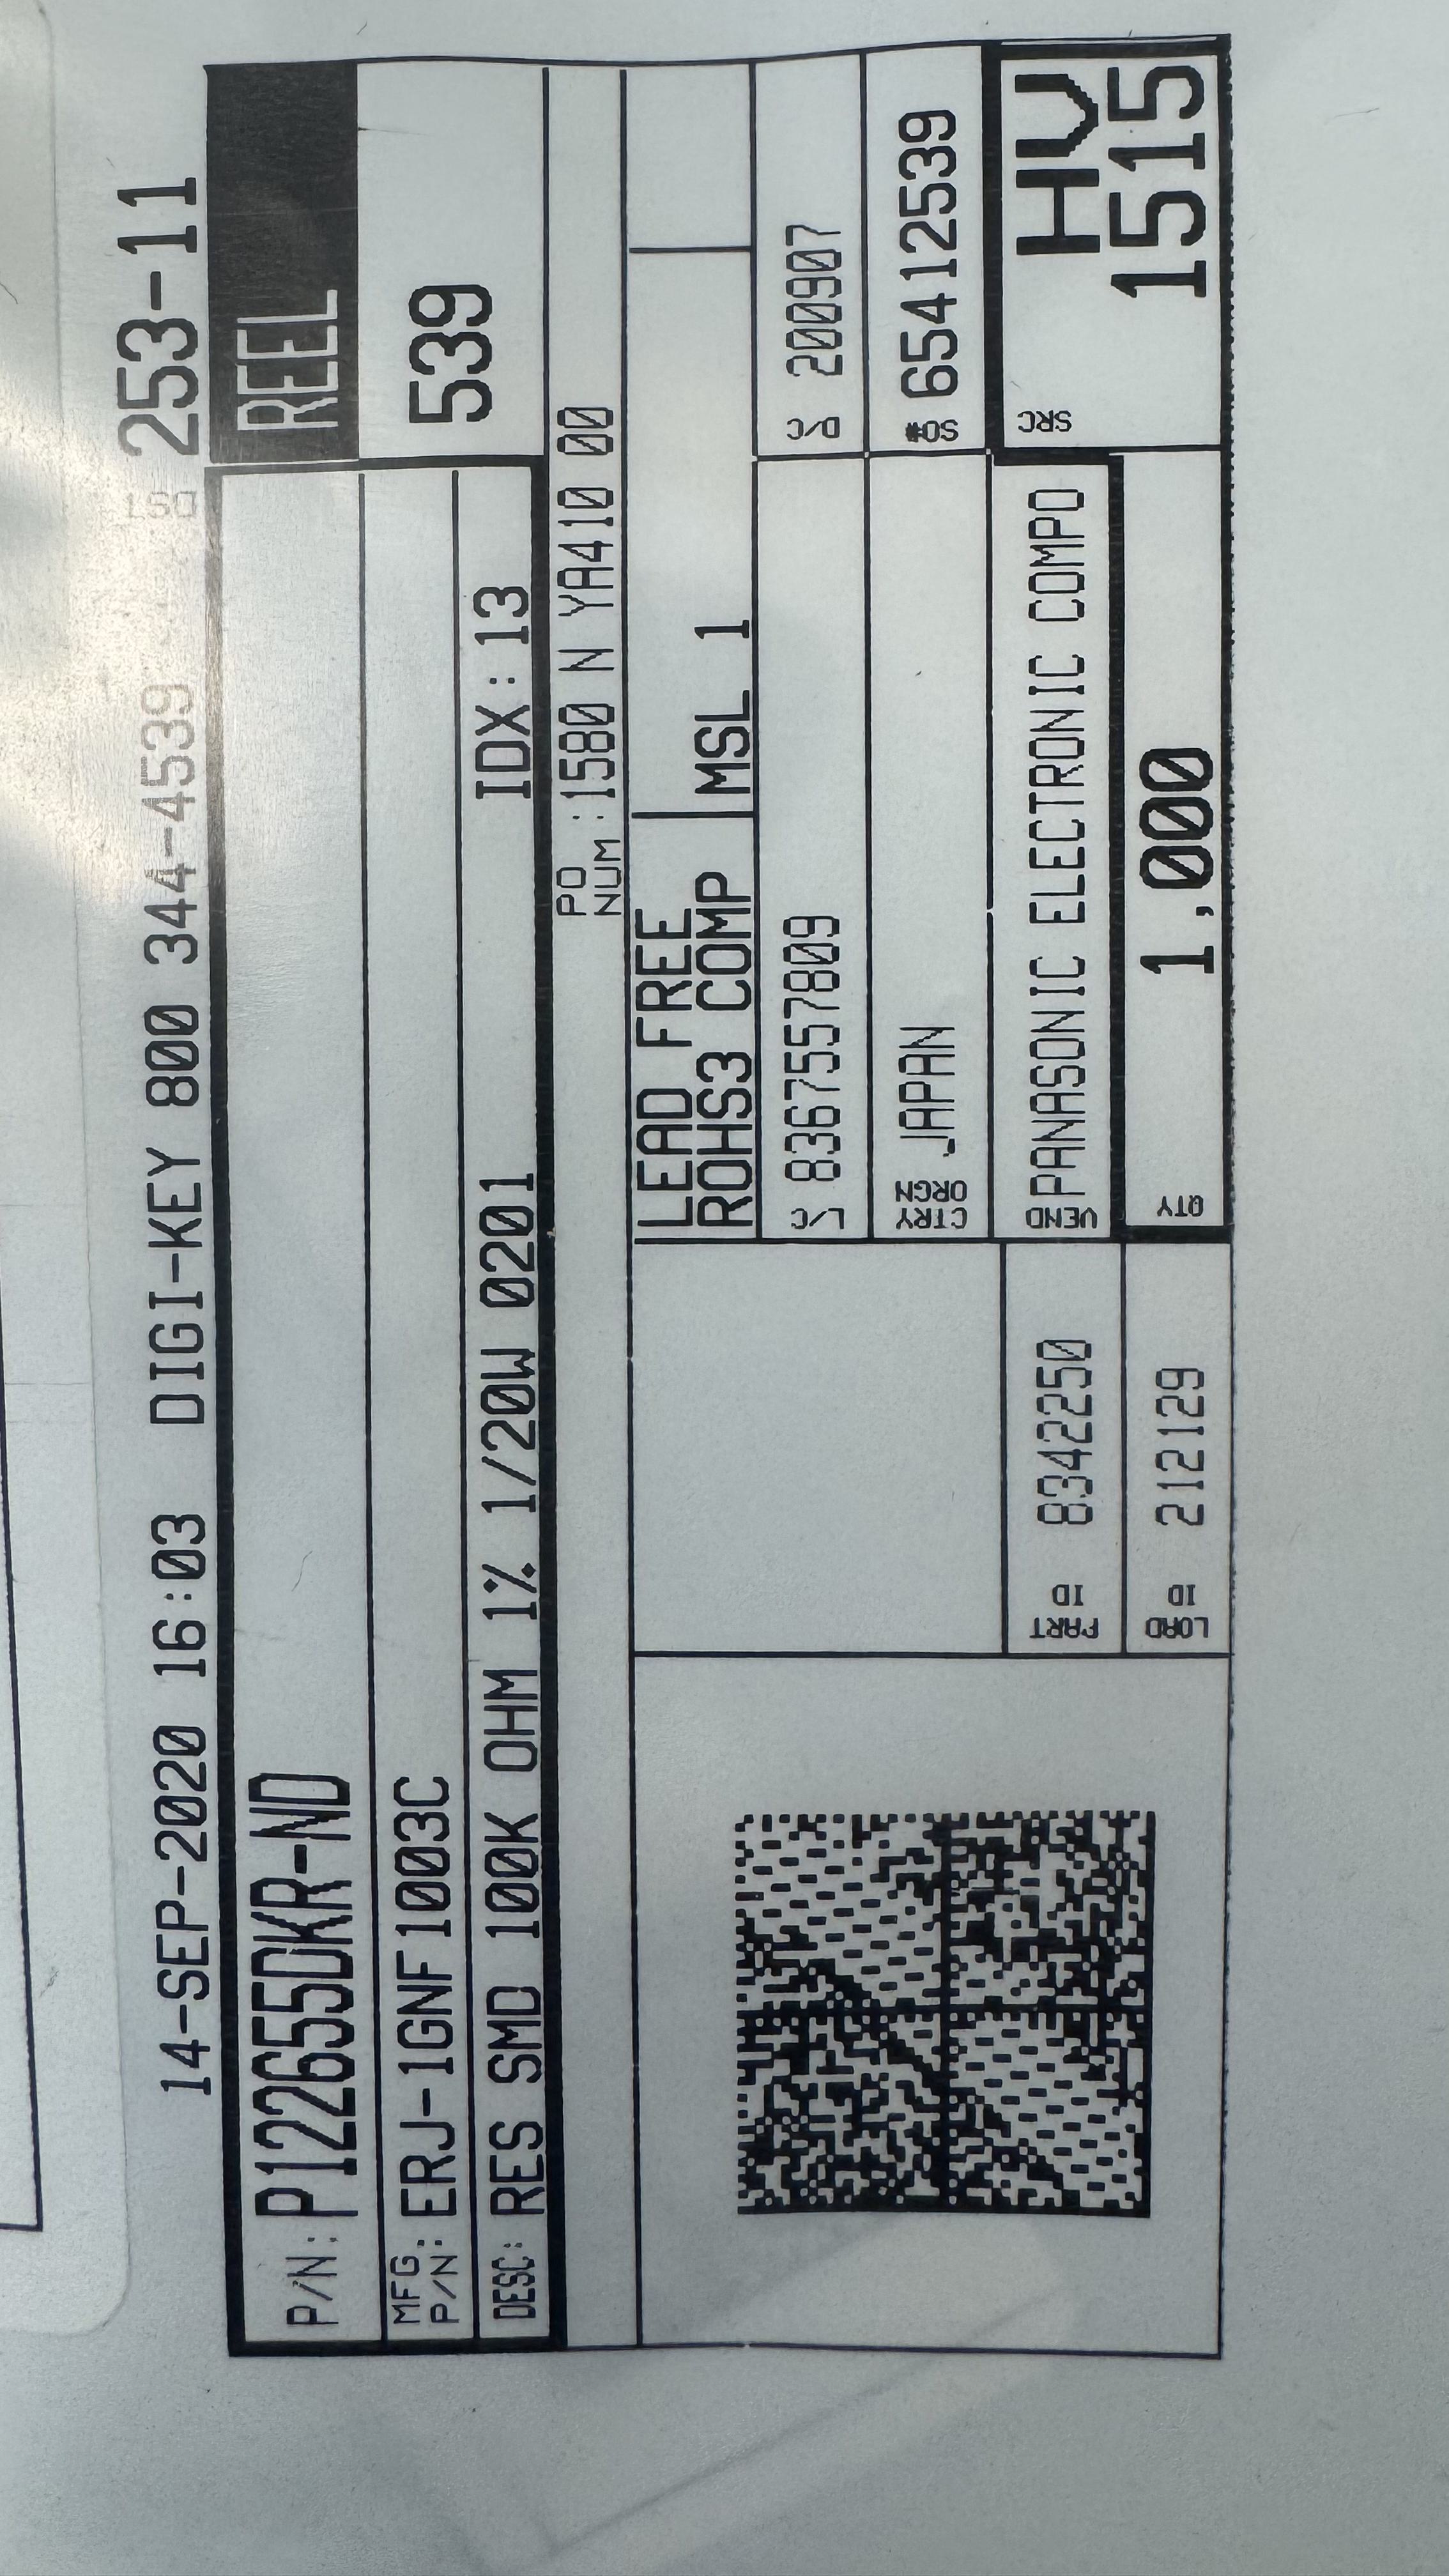 14-SEP-2020 16:03 DIGI-KEY 800 344-4539 DST 253-11
P/N: P12265DKR-ND
REEL
MFG P/N: ERJ-1GNF1003C
539
DESC: RES SMD 100K OHM 1% 1/20W 0201 IDX: 13
PO NUM: 1580 N YA410 00
LEAD FREE
ROHS3 COMP
MSL 1
L/C 8367557809
D/C 200907
CTRY ORGN JAPAN
SO# 65412539
PART ID 8342250
VEND PANASONIC ELECTRONIC COMPO
SRC HV
1515
LOAD ID 212129
QTY 1,000